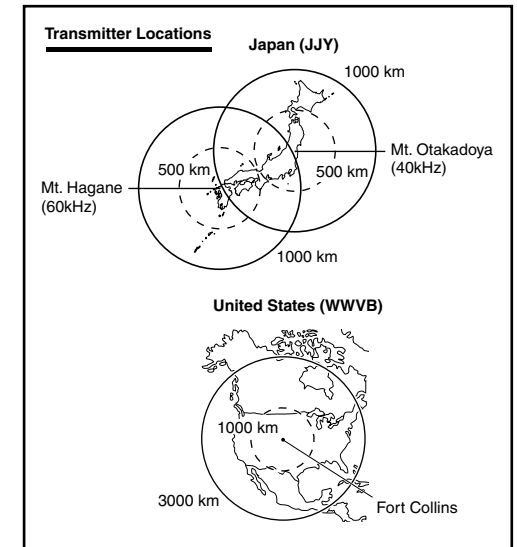 Transmitter Locations
Japan (JJY)
1000 km
500 km
Mt. Otakadoya
(40kHz)
500 km
Mt. Hagane
(60kHz)
1000 km
United States (WWVB)
1000 km
3000 km
Fort Collins